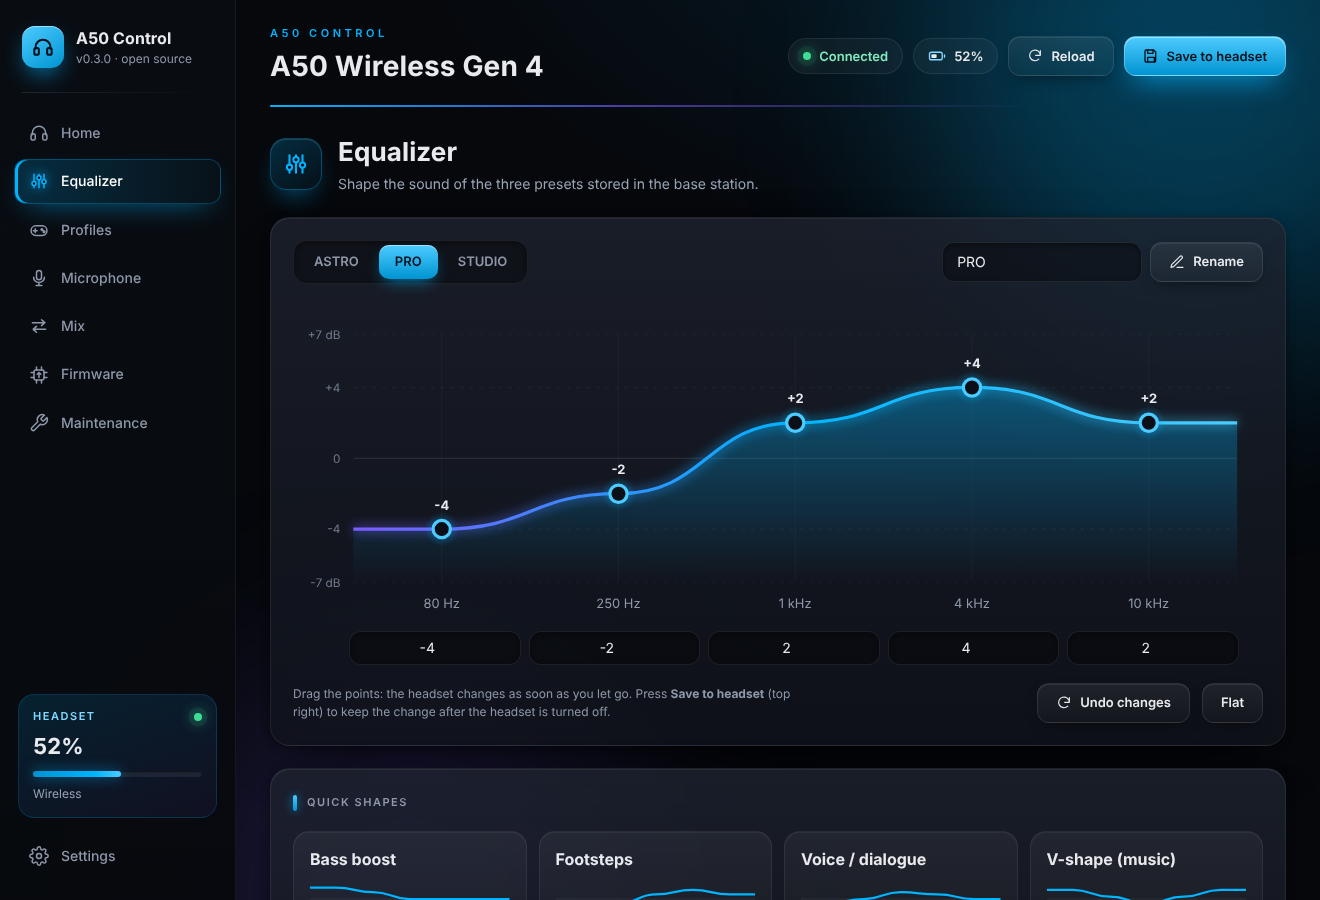 A50 Control
v0.3.0 · open source
Home
Equalizer
Profiles
Microphone
Mix
Firmware
Maintenance
HEADSET
52%
Wireless
Settings
A50 CONTROL
A50 Wireless Gen 4
Connected
52%
Reload
Save to headset
Equalizer
Shape the sound of the three presets stored in the base station.
ASTRO
PRO
STUDIO
PRO
Rename
+7 dB
+4
0
-4
-7 dB
-4
-2
+2
+4
+2
80 Hz
250 Hz
1 kHz
4 kHz
10 kHz
-4
-2
2
4
2
Drag the points: the headset changes as soon as you let go. Press Save to headset (top
right) to keep the change after the headset is turned off.
Undo changes
Flat
QUICK SHAPES
Bass boost
Footsteps
Voice / dialogue
V-shape (music)